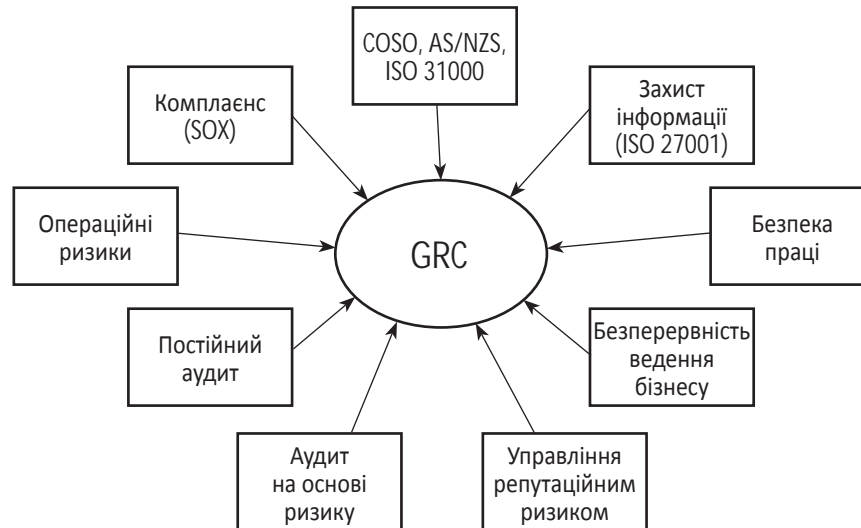 COSO, AS/NZS,
ISO 31000
Комплаєнс
(SOX)
Захист
інформації
(ISO 27001)
Операційні
ризики
GRC
Безпека
праці
Постійний
аудит
Безперервність
ведення
бізнесу
Аудит
на основі
ризику
Управління
репутаційним
ризиком